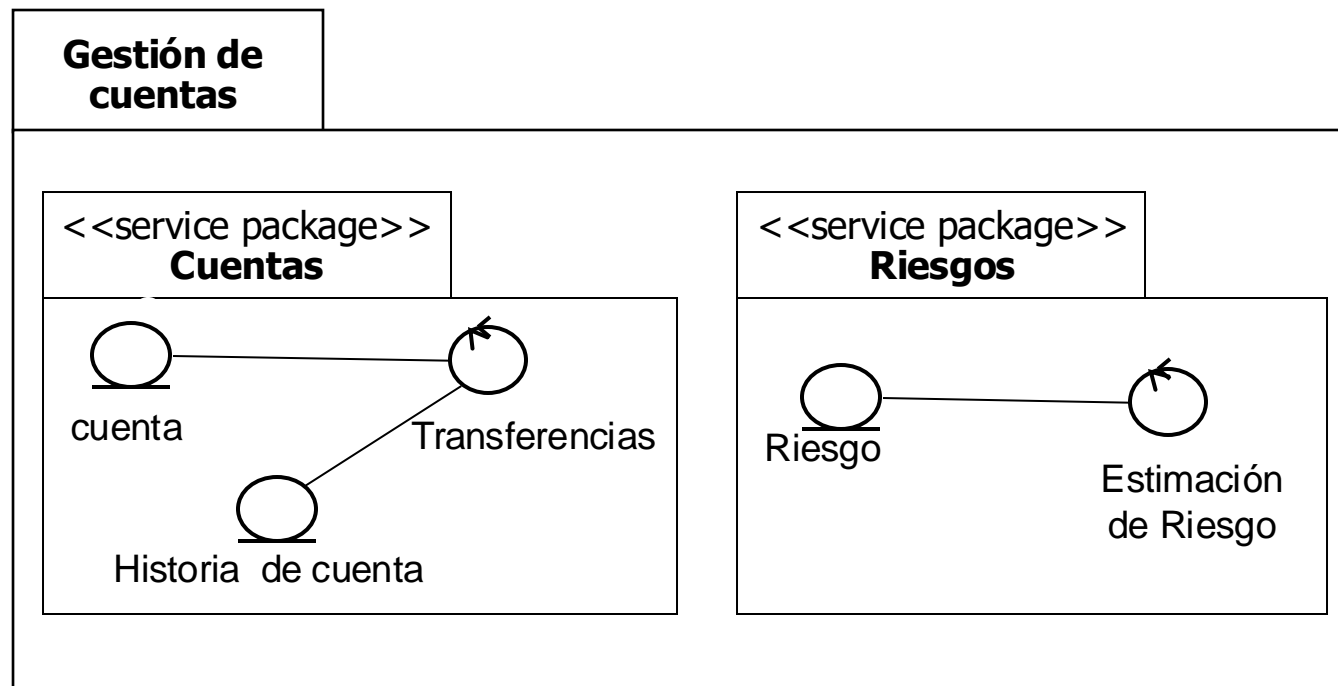 Gestión de
cuentas
<<service package>>
Cuentas
cuenta
Transferencias
Historia de cuenta
<<service package>>
Riesgos
Riesgo
Estimación
de Riesgo